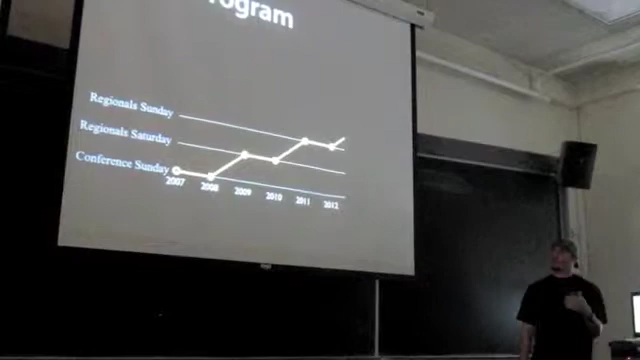 rogram
Regionals Sunday
Regionals Saturday
Conference Sunday
2007 2008 2009 2010 2011 2012